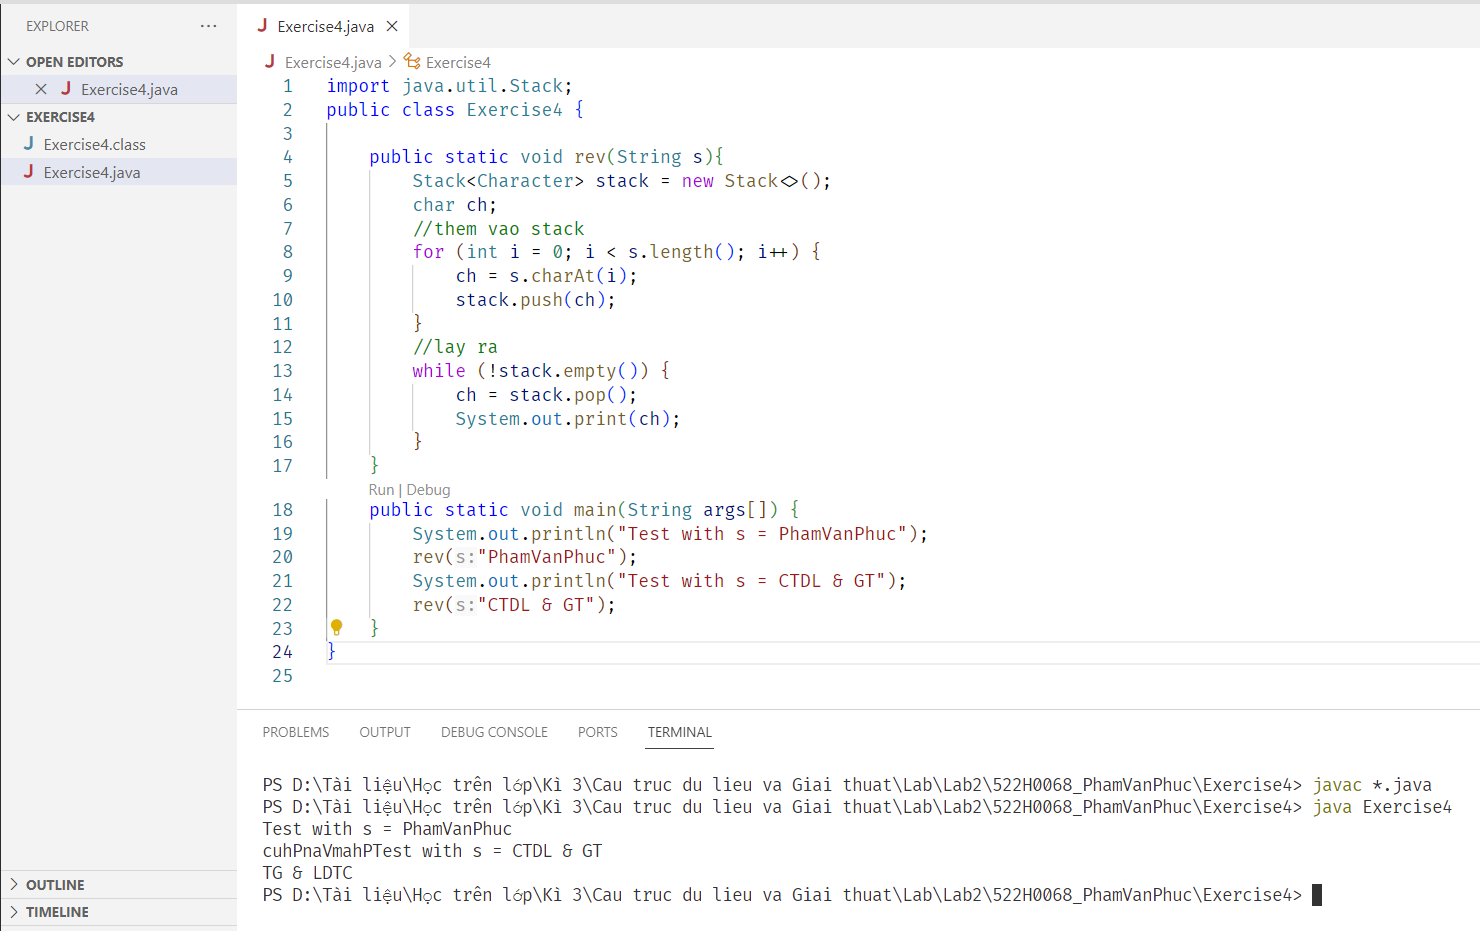 EXPLORER ···
OPEN EDITORS
J Exercise4.java
EXERCISE4
J Exercise4.class
J Exercise4.java
OUTLINE
TIMELINE
J Exercise4.java
J Exercise4.java > Exercise4
1 import java.util.Stack;
2 public class Exercise4 {
3
4 public static void rev(String s){
5 Stack<Character> stack = new Stack<>();
6 char ch;
7 //them vao stack
8 for (int i = 0; i < s.length(); i++) {
9 ch = s.charAt(i);
10 stack.push(ch);
11 }
12 //lay ra
13 while (!stack.empty()) {
14 ch = stack.pop();
15 System.out.print(ch);
16 }
17 }
Run | Debug
18 public static void main(String args[]) {
19 System.out.println("Test with s = PhamVanPhuc");
20 rev(s:"PhamVanPhuc");
21 System.out.println("Test with s = CTDL & GT");
22 rev(s:"CTDL & GT");
23 }
24 }
25
PROBLEMS OUTPUT DEBUG CONSOLE PORTS TERMINAL
PS D:\Tài liệu\Học trên lớp\Kì 3\Cau truc du lieu va Giai thuat\Lab\Lab2\522H0068_PhamVanPhuc\Exercise4> javac *.java
PS D:\Tài liệu\Học trên lớp\Kì 3\Cau truc du lieu va Giai thuat\Lab\Lab2\522H0068_PhamVanPhuc\Exercise4> java Exercise4
Test with s = PhamVanPhuc
cuhPnaVmahPTest with s = CTDL & GT
TG & LDTC
PS D:\Tài liệu\Học trên lớp\Kì 3\Cau truc du lieu va Giai thuat\Lab\Lab2\522H0068_PhamVanPhuc\Exercise4>